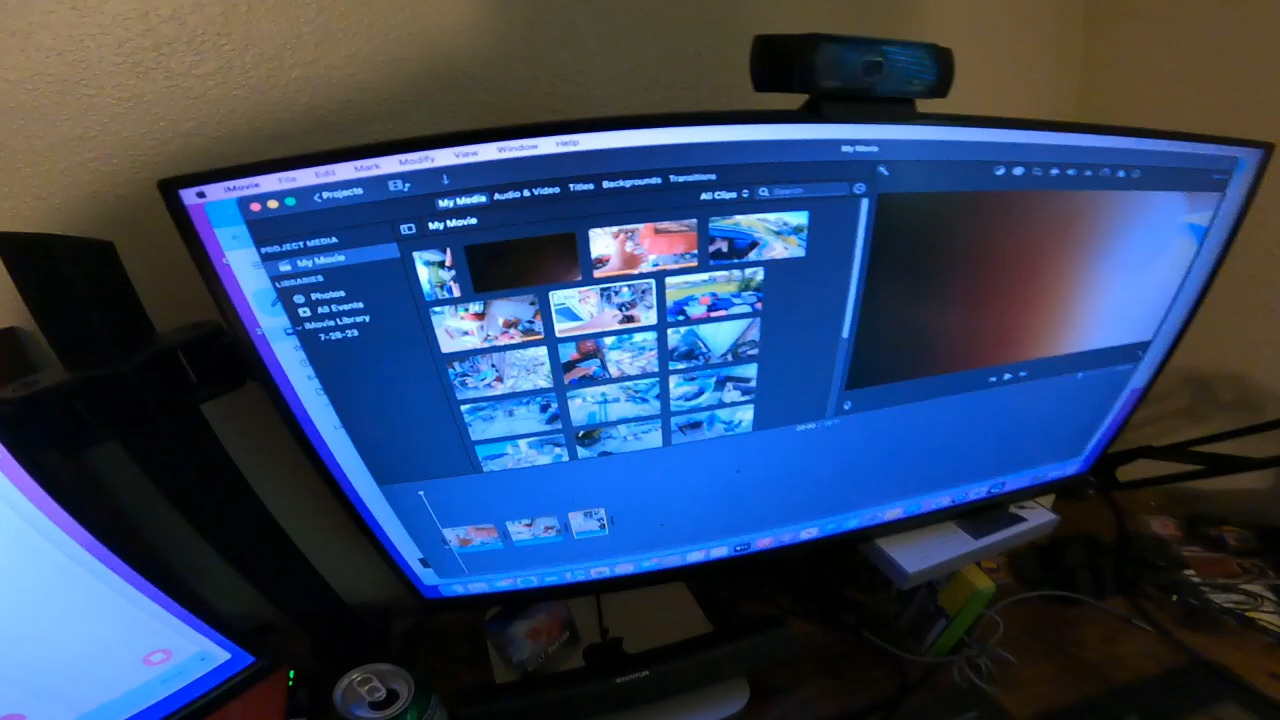 iMovie File Edit Mark Modify View Window Help
Projects
My Movie
My Media Audio & Video Titles Backgrounds Transitions
All Clips Search
My Movie
PROJECT MEDIA
My Movie
LIBRARIES
Photos
All Events
iMovie Library
7-25-23